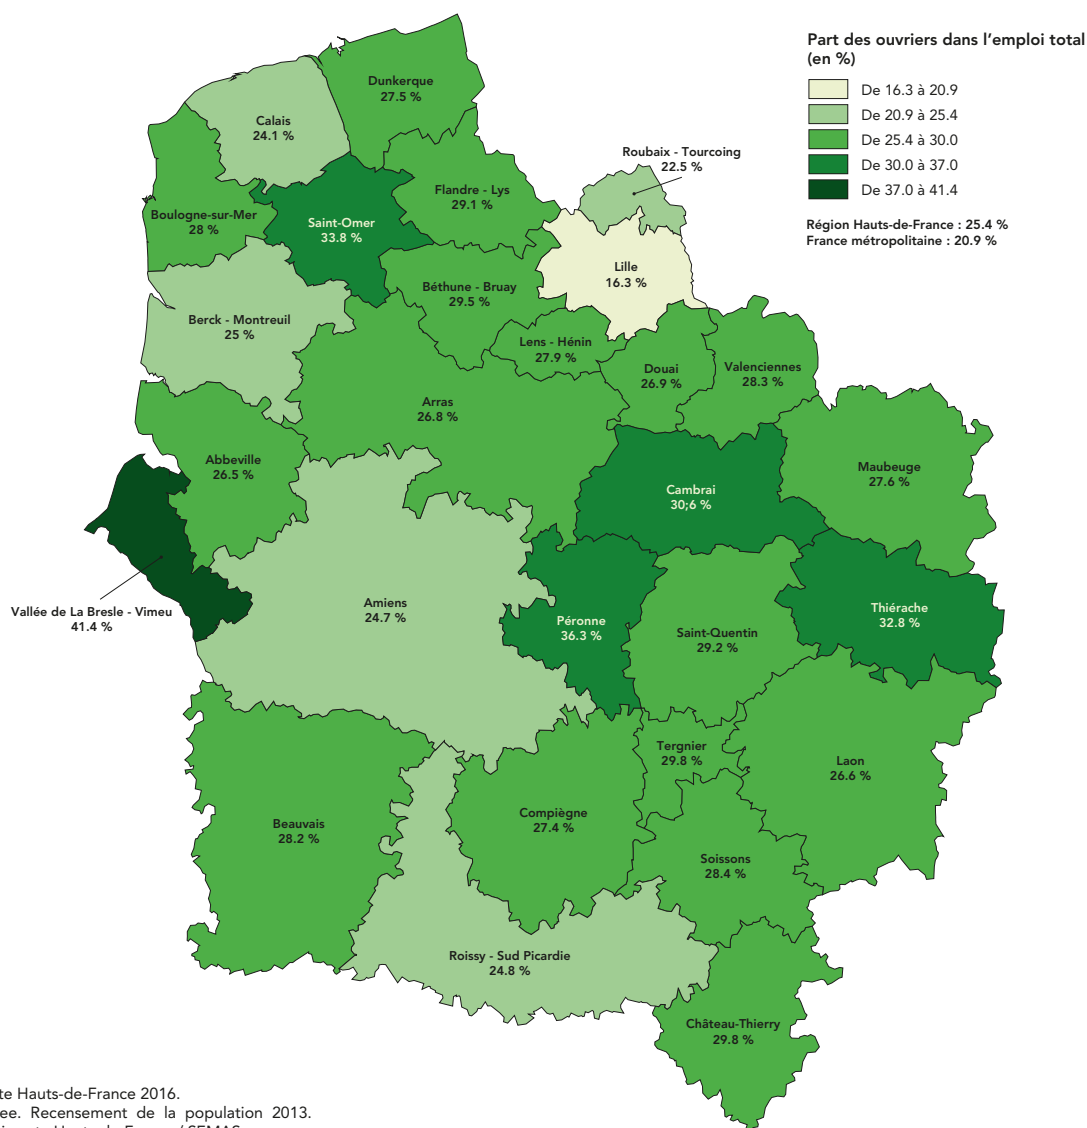 Part des ouvriers dans l'emploi total
(en %)
De 16.3 à 20.9
De 20.9 à 25.4
De 25.4 à 30.0
De 30.0 à 37.0
De 37.0 à 41.4
Région Hauts-de-France : 25.4 %
France métropolitaine : 20.9 %
Dunkerque
27.5 %
Calais
24.1 %
Roubaix - Tourcoing
22.5 %
Flandre - Lys
29.1 %
Boulogne-sur-Mer
28 %
Saint-Omer
33.8 %
Lille
16.3 %
Béthune - Bruay
29.5 %
Berck - Montreuil
25 %
Lens - Hénin
27.9 %
Douai
26.9 %
Valenciennes
28.3 %
Arras
26.8 %
Abbeville
26.5 %
Maubeuge
27.6 %
Cambrai
30;6 %
Vallée de La Bresle - Vimeu
41.4 %
Amiens
24.7 %
Péronne
36.3 %
Thiérache
32.8 %
Saint-Quentin
29.2 %
Tergnier
29.8 %
Laon
26.6 %
Compiègne
27.4 %
Beauvais
28.2 %
Soissons
28.4 %
Roissy - Sud Picardie
24.8 %
Château-Thierry
29.8 %
te Hauts-de-France 2016.
ee. Recensement de la population 2013.